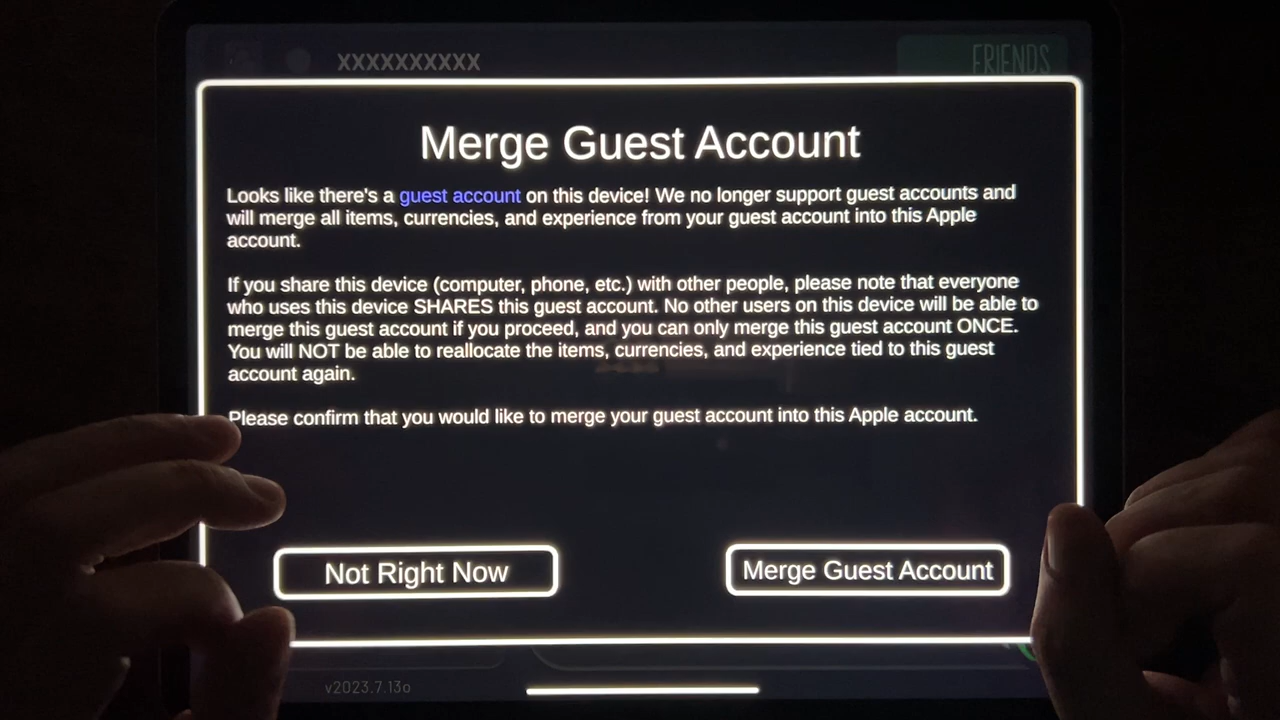 XXXXXXXXXX
FRIENDS
Merge Guest Account
Looks like there's a guest account on this device! We no longer support guest accounts and
will merge all items, currencies, and experience from your guest account into this Apple
account.
If you share this device (computer, phone, etc.) with other people, please note that everyone
who uses this device SHARES this guest account. No other users on this device will be able to
merge this guest account if you proceed, and you can only merge this guest account ONCE.
You will NOT be able to reallocate the items, currencies, and experience tied to this guest
account again.
Please confirm that you would like to merge your guest account into this Apple account.
Not Right Now
Merge Guest Account
v2023.7.13o